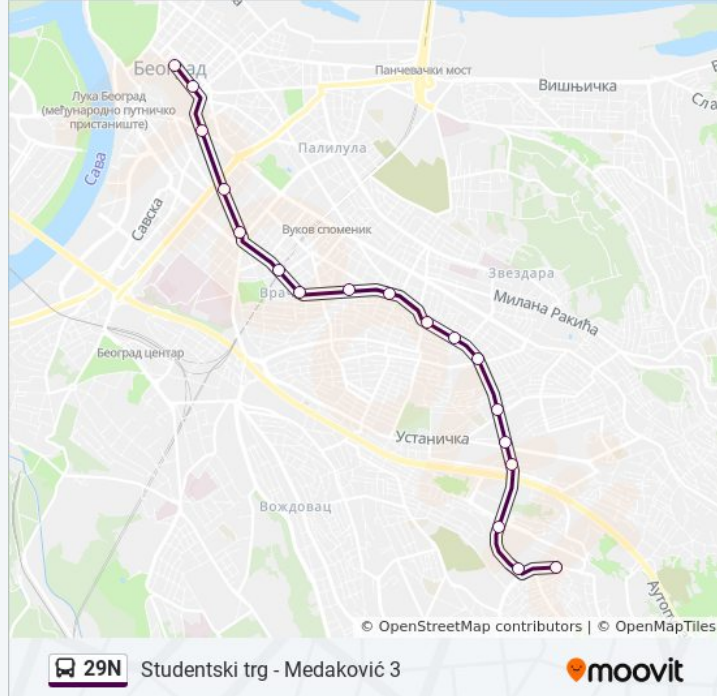 Београд
Панчевачки мост
Вишњичка
Лука Београд
(међународно путничко
пристаниште)
Палилула
Сава
Савска
Вуков споменик
Звездара
Милана Ракића
Београд центар
Устаничка
Вождовац
© OpenStreetMap contributors | © OpenMapTiles
29N Studentski trg - Medaković 3
moovit